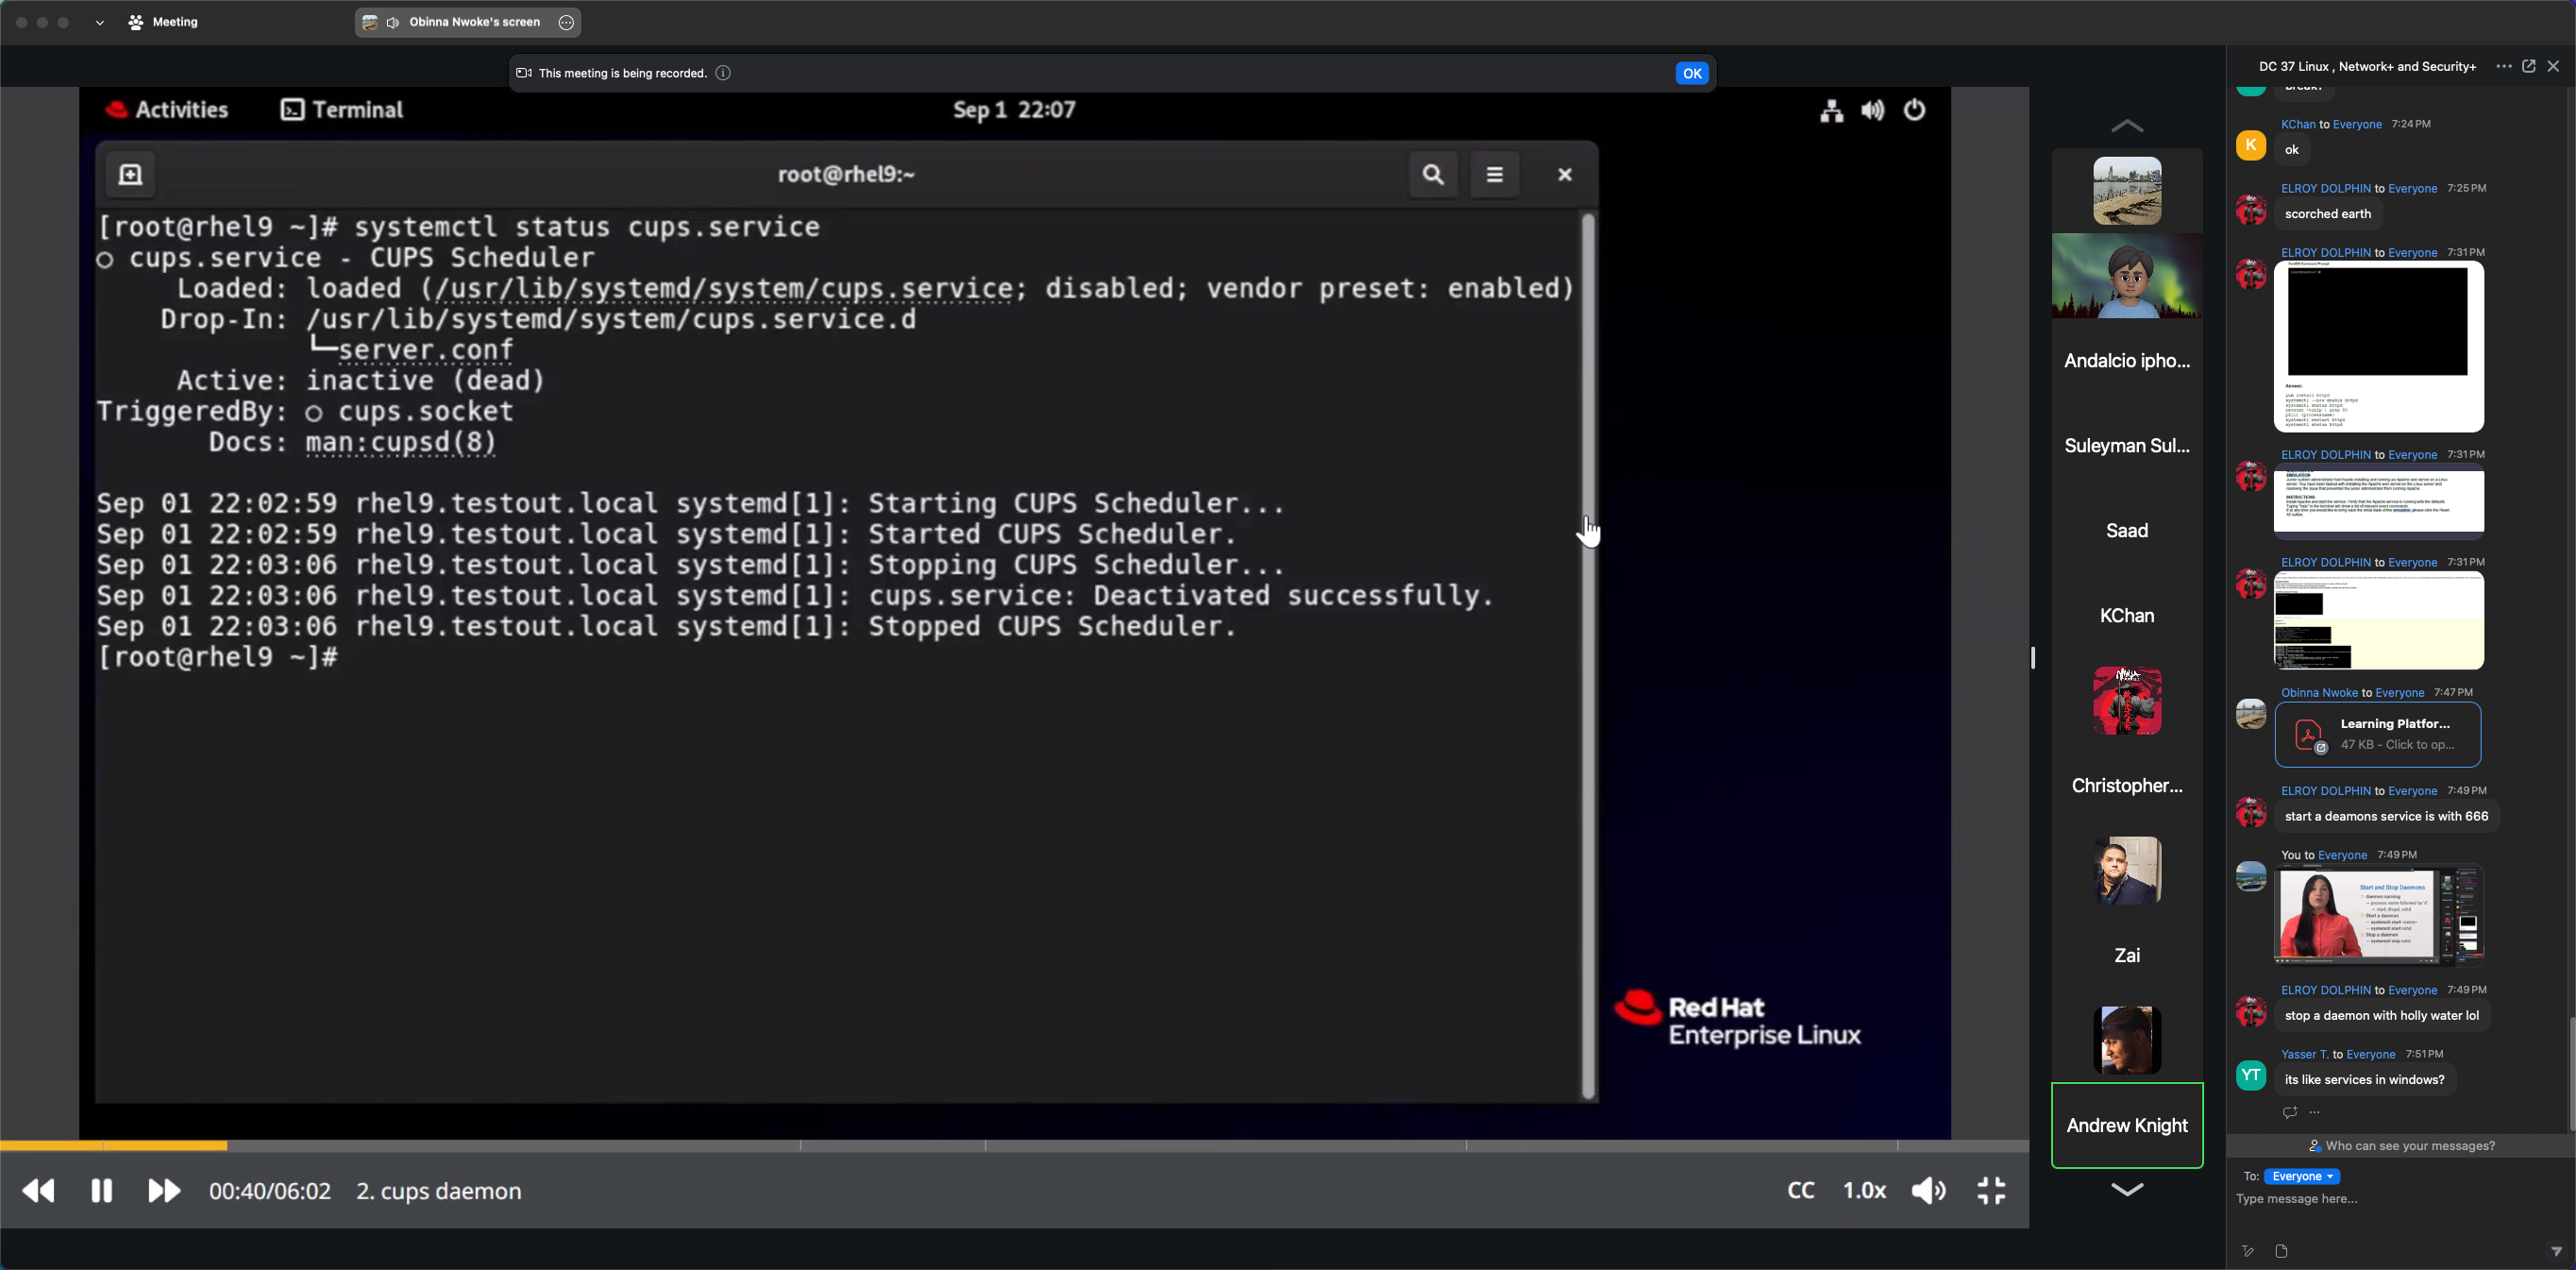 Meeting
Obinna Nwoke's screen
This meeting is being recorded.
OK
Activities
Terminal
Sep 1 22:07
root@rhel9:~
[root@rhel9 ~]# systemctl status cups.service
○ cups.service - CUPS Scheduler
Loaded: loaded (/usr/lib/systemd/system/cups.service; disabled; vendor preset: enabled)
Drop-In: /usr/lib/systemd/system/cups.service.d
└─server.conf
Active: inactive (dead)
TriggeredBy: ○ cups.socket
Docs: man:cupsd(8)
Sep 01 22:02:59 rhel9.testout.local systemd[1]: Starting CUPS Scheduler...
Sep 01 22:02:59 rhel9.testout.local systemd[1]: Started CUPS Scheduler.
Sep 01 22:03:06 rhel9.testout.local systemd[1]: Stopping CUPS Scheduler...
Sep 01 22:03:06 rhel9.testout.local systemd[1]: cups.service: Deactivated successfully.
Sep 01 22:03:06 rhel9.testout.local systemd[1]: Stopped CUPS Scheduler.
[root@rhel9 ~]#
Red Hat
Enterprise Linux
00:40/06:02
2. cups daemon
CC
1.0x
Andalcio ipho...
Suleyman Sul...
Saad
KChan
Christopher...
Zai
Andrew Knight
DC 37 Linux , Network+ and Security+
break?
KChan to Everyone 7:24 PM
K
ok
ELROY DOLPHIN to Everyone 7:25 PM
scorched earth
ELROY DOLPHIN to Everyone 7:31 PM
ELROY DOLPHIN to Everyone 7:31 PM
INSTRUCTIONS
ELROY DOLPHIN to Everyone 7:31 PM
Obinna Nwoke to Everyone 7:47 PM
Learning Platfor...
47 KB - Click to op...
ELROY DOLPHIN to Everyone 7:49 PM
start a deamons service is with 666
You to Everyone 7:49 PM
Start and Stop Daemons
ELROY DOLPHIN to Everyone 7:49 PM
stop a daemon with holly water lol
Yasser T. to Everyone 7:51 PM
YT
its like services in windows?
Who can see your messages?
To: Everyone
Type message here...